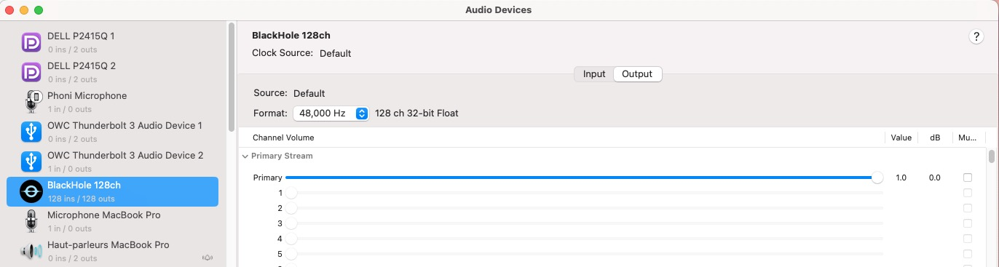 Audio Devices
DELL P2415Q 1
0 ins / 2 outs
DELL P2415Q 2
0 ins / 2 outs
Phoni Microphone
1 in / 0 outs
OWC Thunderbolt 3 Audio Device 1
0 ins / 2 outs
OWC Thunderbolt 3 Audio Device 2
1 in / 0 outs
BlackHole 128ch
128 ins / 128 outs
Microphone MacBook Pro
1 in / 0 outs
Haut-parleurs MacBook Pro
0 ins / 2 outs
BlackHole 128ch
?
Clock Source: Default
Input Output
Source: Default
Format: 48,000 Hz 128 ch 32-bit Float
Channel Volume Value dB Mu...
Primary Stream
Primary 1.0 0.0
1
2
3
4
5